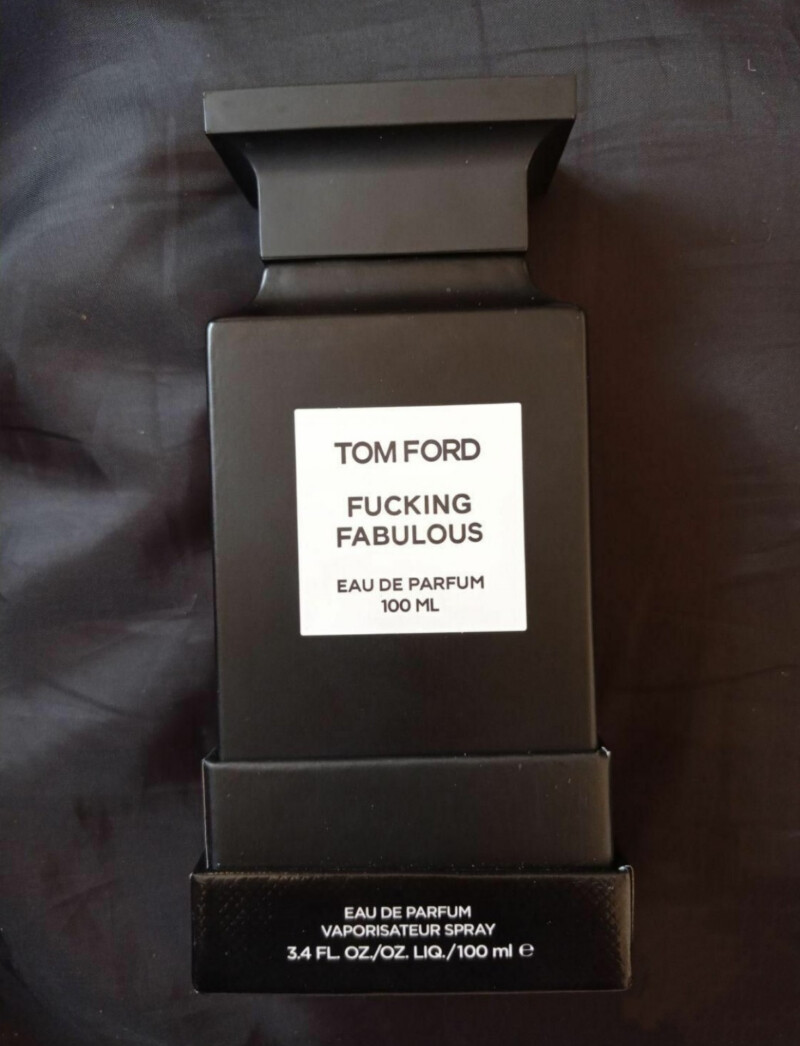 TOM FORD
FUCKING
FABULOUS
EAU DE PARFUM
100 ML
EAU DE PARFUM
VAPORISATEUR SPRAY
3.4 FL. OZ./OZ. LIQ./100 ml ℮